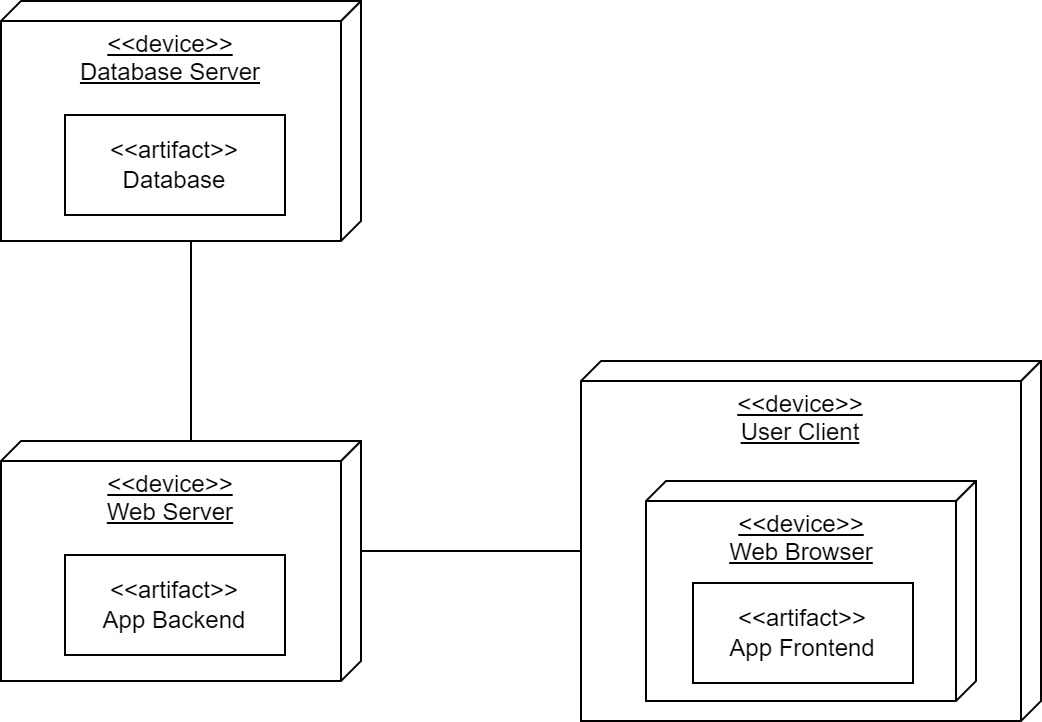 <<device>>
Database Server
<<artifact>>
Database
<<device>>
Web Server
<<artifact>>
App Backend
<<device>>
User Client
<<device>>
Web Browser
<<artifact>>
App Frontend